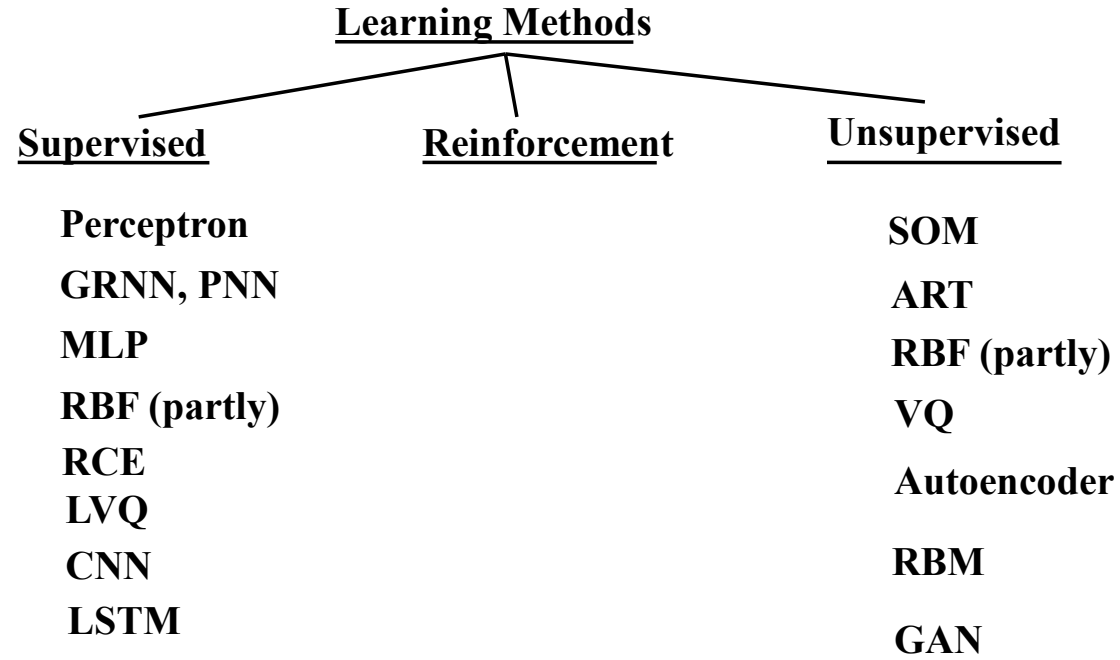 Learning Methods
Supervised
Reinforcement
Unsupervised
Perceptron
GRNN, PNN
MLP
RBF (partly)
RCE
LVQ
CNN
LSTM
SOM
ART
RBF (partly)
VQ
Autoencoder
RBM
GAN